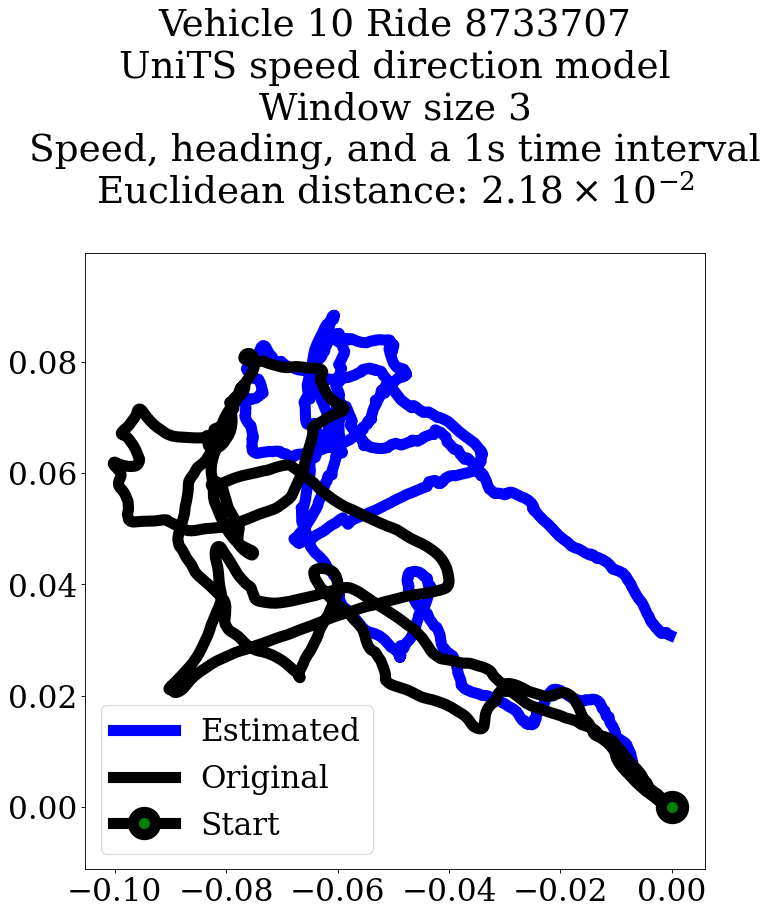 Vehicle 10 Ride 8733707
UniTS speed direction model
Window size 3
Speed, heading, and a 1s time interval
Euclidean distance: 2.18 × 10⁻²
0.08
0.06
0.04
0.02
0.00
Estimated
Original
Start
−0.10 −0.08 −0.06 −0.04 −0.02 0.00